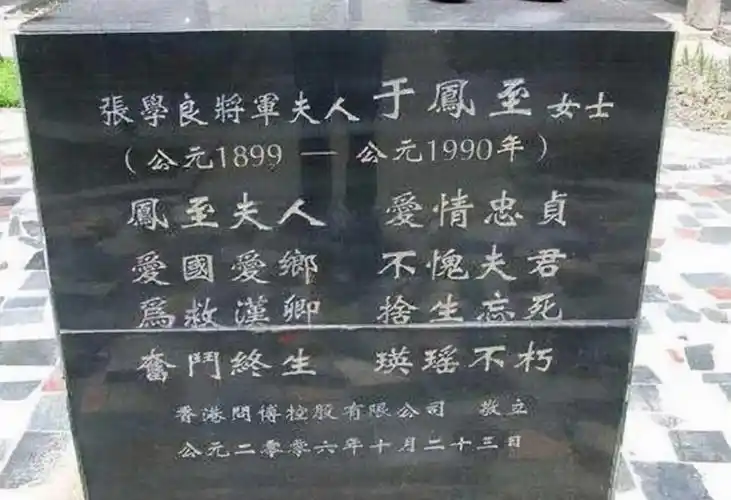 張學良將軍夫人于鳳至女士
（公元1899 — 公元1990年）
鳳至夫人 愛情忠貞
愛國愛鄉 不愧夫君
爲救漢卿 捨生忘死
奮鬥終生 瑛瑶不朽
香港問博控股有限公司 敬立
公元二零零六年十月二十三日